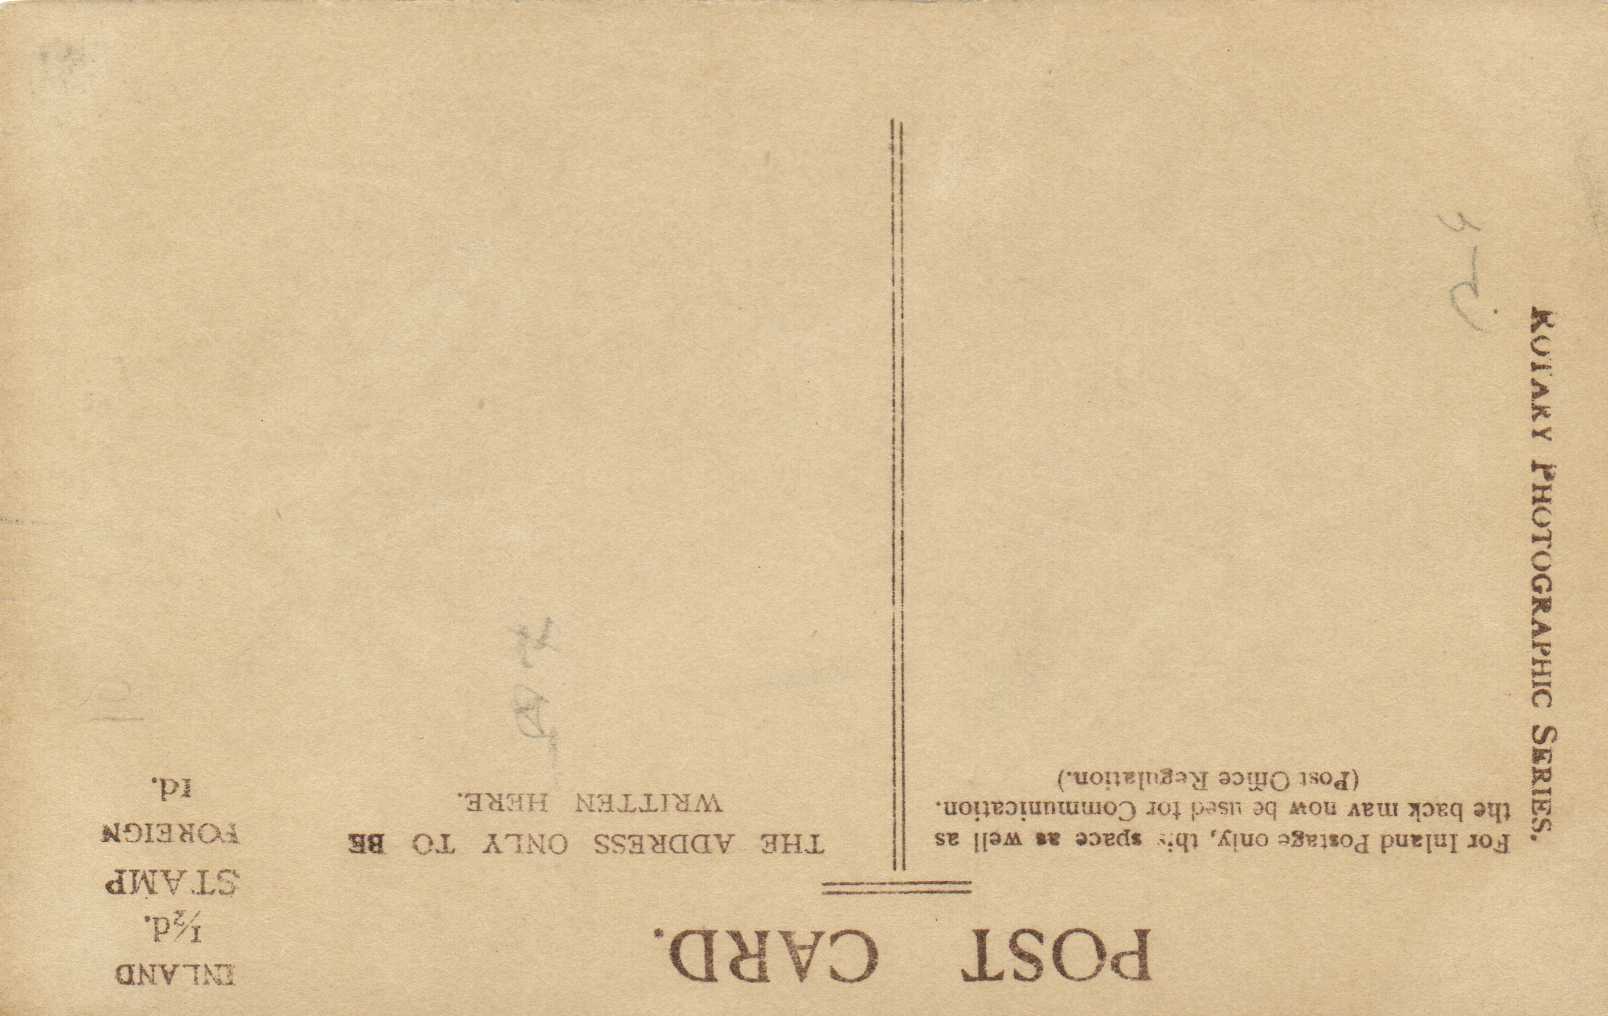 POST CARD.
For Inland Postage only, this space as well as
the back may now be used for Communication.
(Post Office Regulation.)
THE ADDRESS ONLY TO BE
WRITTEN HERE.
INLAND
½d.
STAMP
FOREIGN
1d.
ROTARY PHOTOGRAPHIC SERIES.